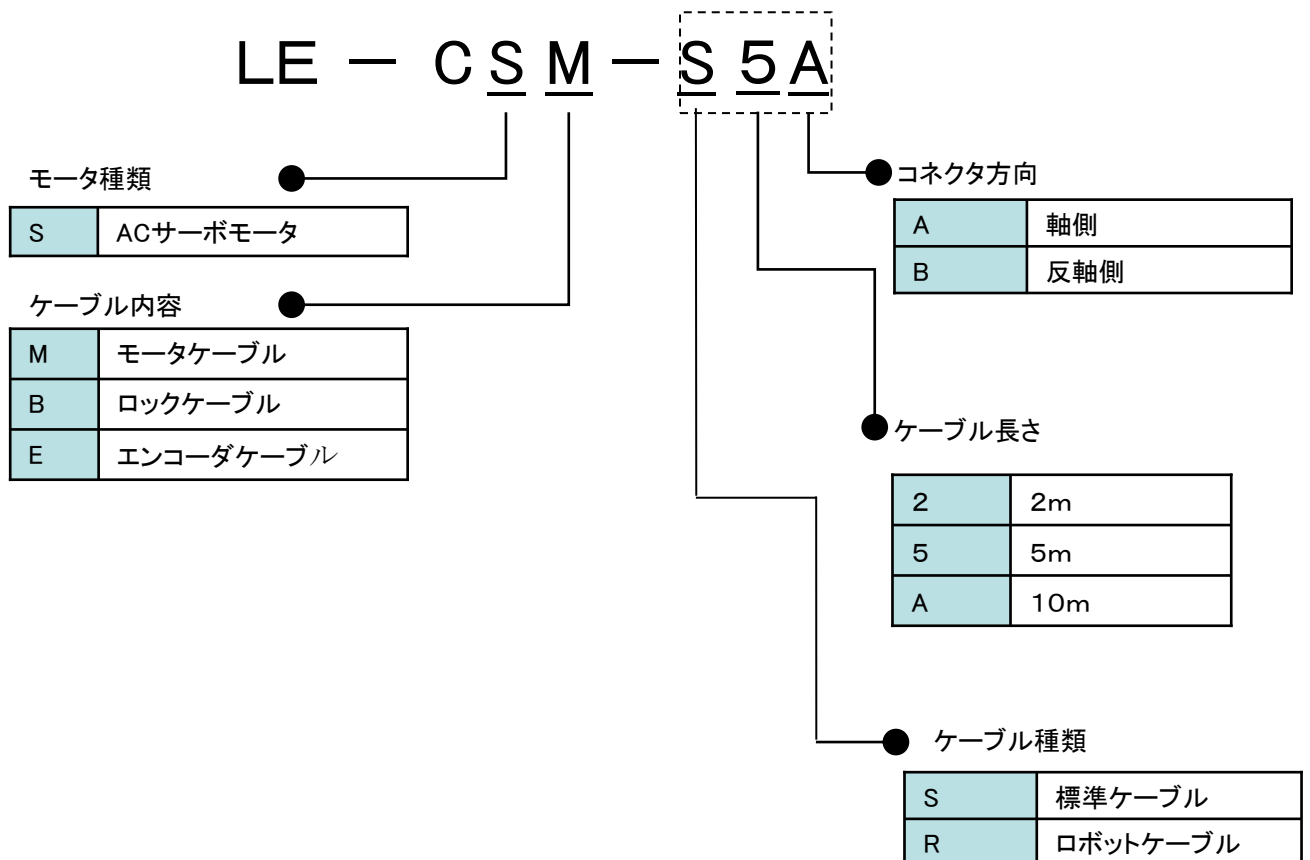 LE － CSM－S5A
モータ種類
S ACサーボモータ
ケーブル内容
M モータケーブル
B ロックケーブル
E エンコーダケーブル
コネクタ方向
A 軸側
B 反軸側
ケーブル長さ
2 2m
5 5m
A 10m
ケーブル種類
S 標準ケーブル
R ロボットケーブル